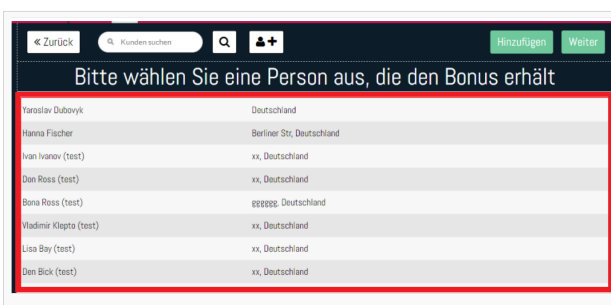 « Zurück Kunden suchen Hinzufügen Weiter
Bitte wählen Sie eine Person aus, die den Bonus erhält
Yaroslav Dubovyk Deutschland
Hanna Fischer Berliner Str, Deutschland
Ivan Ivanov (test) xx, Deutschland
Don Ross (test) xx, Deutschland
Bona Ross (test) gggggg, Deutschland
Vladimir Klepto (test) xx, Deutschland
Lisa Bay (test) xx, Deutschland
Den Bick (test) xx, Deutschland